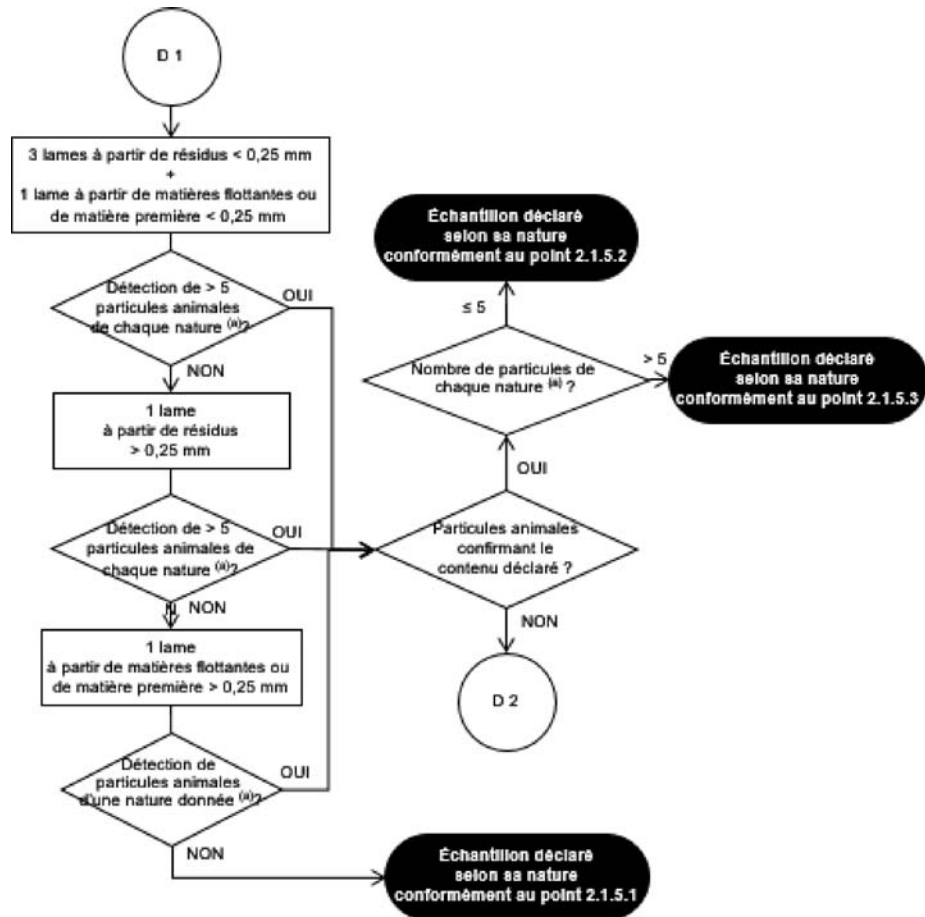 D 1
3 lames à partir de résidus < 0,25 mm
+
1 lame à partir de matières flottantes ou
de matière première < 0,25 mm
Détection de > 5
particules animales
de chaque nature (a)?
OUI
NON
1 lame
à partir de résidus
> 0,25 mm
Détection de > 5
particules animales de
chaque nature (a)?
OUI
NON
1 lame
à partir de matières flottantes ou
de matière première > 0,25 mm
Détection de
particules animales
d'une nature donnée (a)?
OUI
NON
Échantillon déclaré
selon sa nature
conformément au point 2.1.5.1
Particules animales
confirmant le
contenu déclaré ?
OUI
NON
D 2
Nombre de particules de
chaque nature (a) ?
≤ 5
> 5
Échantillon déclaré
selon sa nature
conformément au point 2.1.5.2
Échantillon déclaré
selon sa nature
conformément au point 2.1.5.3